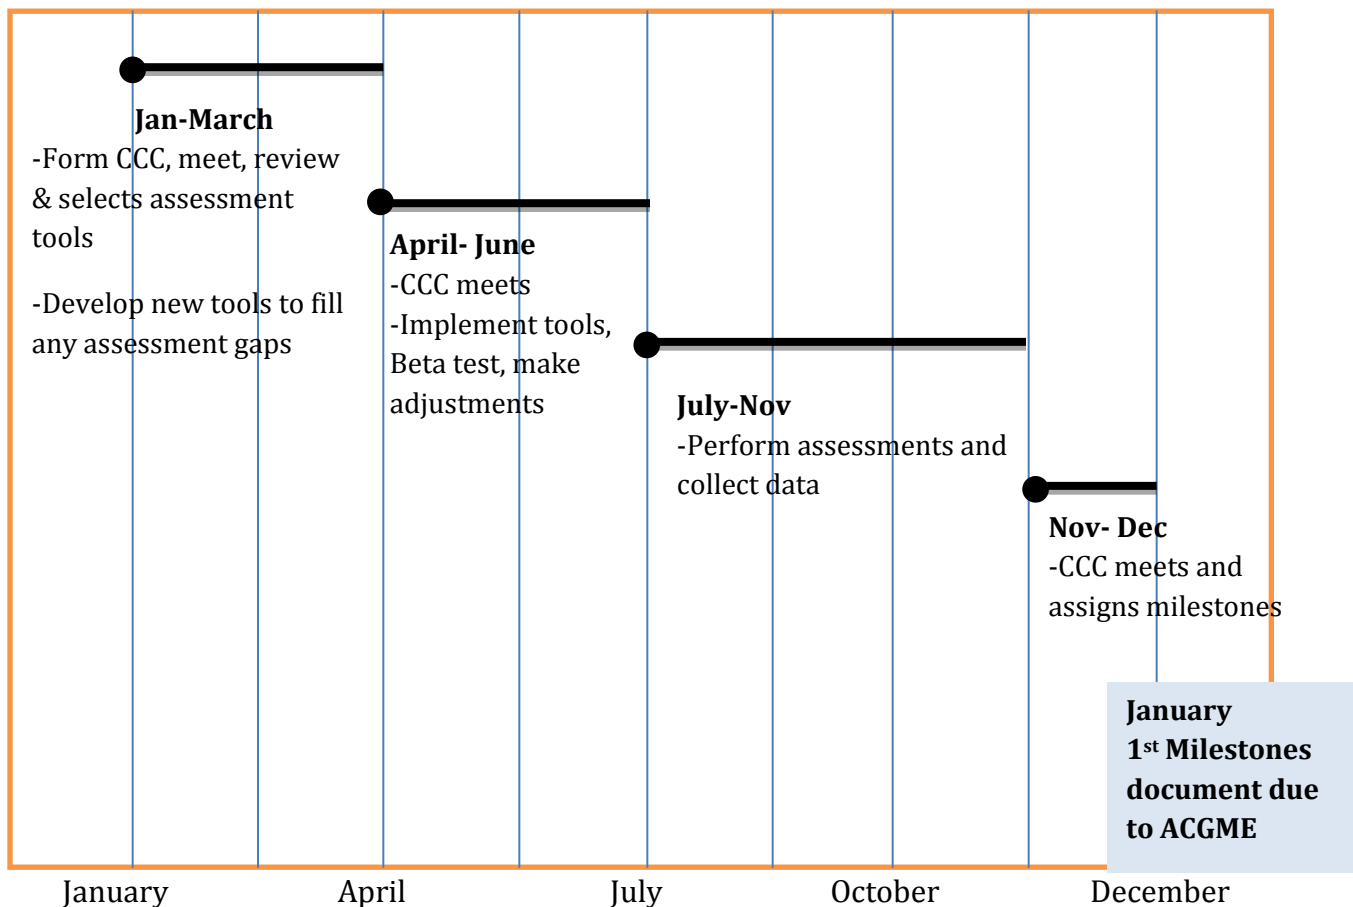 Jan-March
-Form CCC, meet, review
& selects assessment
tools
-Develop new tools to fill
any assessment gaps
April- June
-CCC meets
-Implement tools,
Beta test, make
adjustments
July-Nov
-Perform assessments and
collect data
Nov- Dec
-CCC meets and
assigns milestones
January
1st Milestones
document due
to ACGME
January April July October December